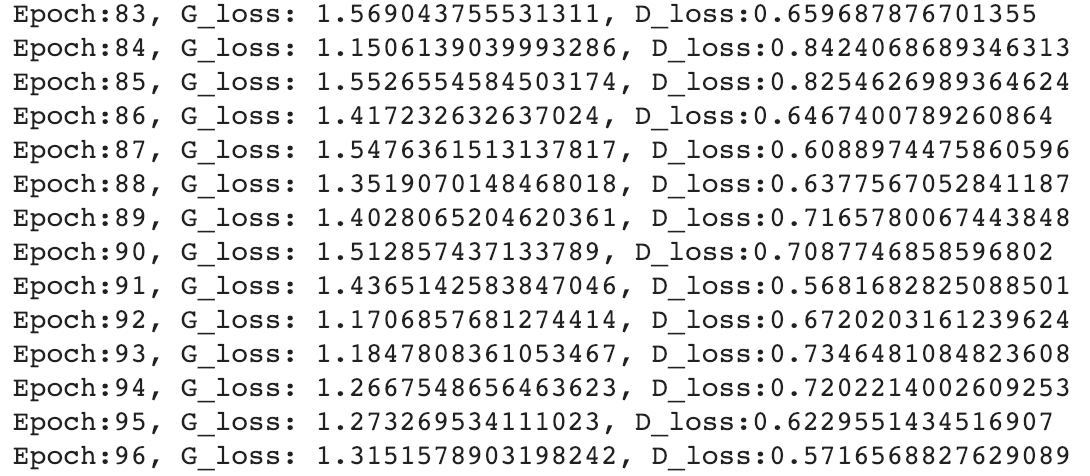 Epoch:83, G_loss: 1.569043755531311, D_loss:0.659687876701355
Epoch:84, G_loss: 1.1506139039993286, D_loss:0.8424068689346313
Epoch:85, G_loss: 1.5526554584503174, D_loss:0.8254626989364624
Epoch:86, G_loss: 1.417232632637024, D_loss:0.6467400789260864
Epoch:87, G_loss: 1.5476361513137817, D_loss:0.6088974475860596
Epoch:88, G_loss: 1.3519070148468018, D_loss:0.6377567052841187
Epoch:89, G_loss: 1.4028065204620361, D_loss:0.7165780067443848
Epoch:90, G_loss: 1.512857437133789, D_loss:0.7087746858596802
Epoch:91, G_loss: 1.4365142583847046, D_loss:0.5681682825088501
Epoch:92, G_loss: 1.1706857681274414, D_loss:0.6720203161239624
Epoch:93, G_loss: 1.1847808361053467, D_loss:0.7346481084823608
Epoch:94, G_loss: 1.2667548656463623, D_loss:0.7202214002609253
Epoch:95, G_loss: 1.273269534111023, D_loss:0.6229551434516907
Epoch:96, G_loss: 1.3151578903198242, D_loss:0.5716568827629089